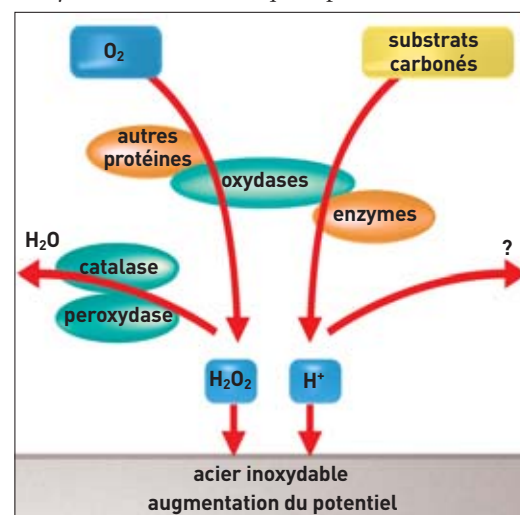 O₂
substrats
carbonés
autres
protéines
oxydases
enzymes
H₂O
catalase
peroxydase
?
H₂O₂
H⁺
acier inoxydable
augmentation du potentiel